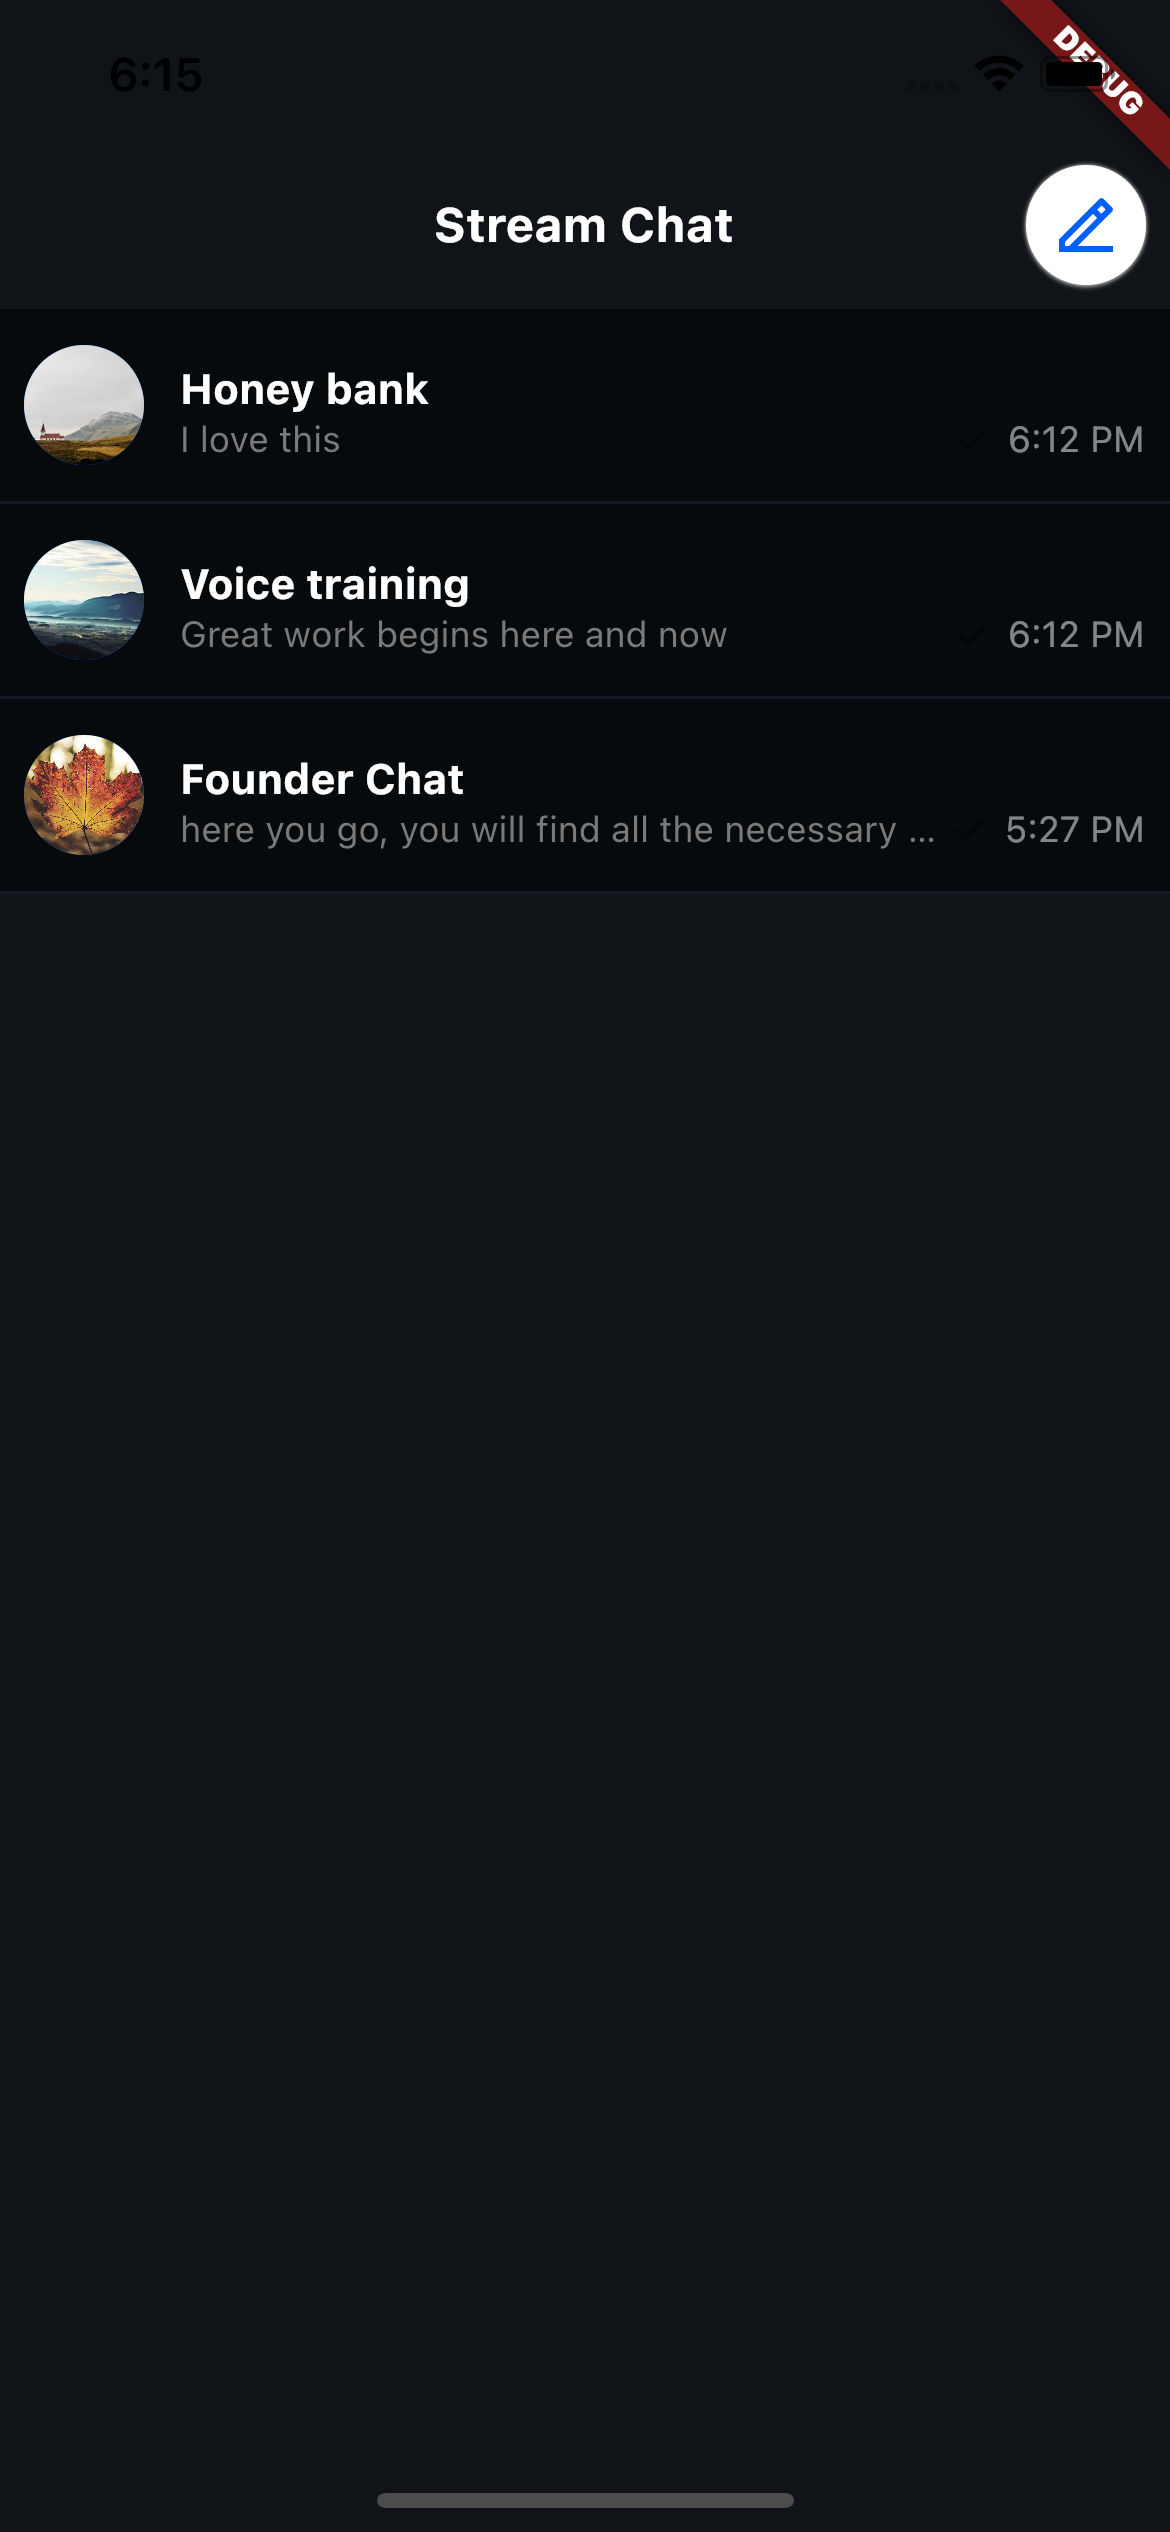 6:15
DEBUG
Stream Chat
Honey bank
I love this
6:12 PM
Voice training
Great work begins here and now
6:12 PM
Founder Chat
here you go, you will find all the necessary ...
5:27 PM